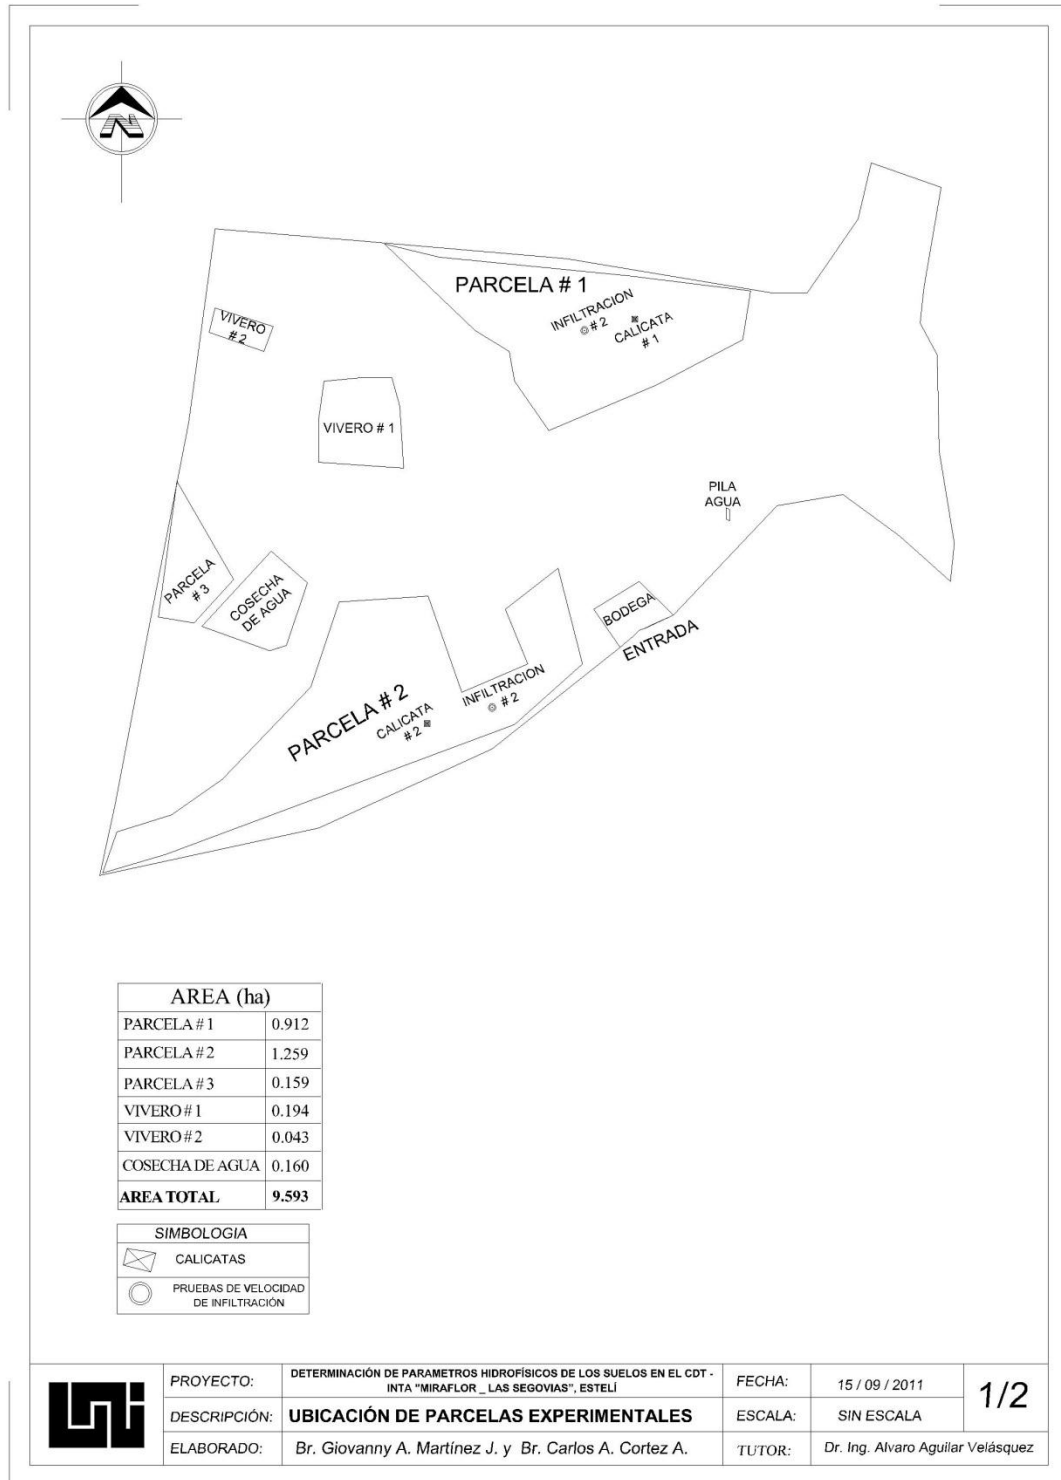 N
PARCELA # 1
INFILTRACION
# 2
CALICATA
# 1
VIVERO
# 2
VIVERO # 1
PILA
AGUA
PARCELA
# 3
COSECHA
DE AGUA
BODEGA
ENTRADA
PARCELA # 2
CALICATA
# 2
INFILTRACION
# 2
AREA (ha)
PARCELA # 1 0.912
PARCELA # 2 1.259
PARCELA # 3 0.159
VIVERO # 1 0.194
VIVERO # 2 0.043
COSECHA DE AGUA 0.160
AREA TOTAL 9.593
SIMBOLOGIA
CALICATAS
PRUEBAS DE VELOCIDAD
DE INFILTRACIÓN
uni
PROYECTO:
DETERMINACIÓN DE PARAMETROS HIDROFÍSICOS DE LOS SUELOS EN EL CDT -
INTA "MIRAFLOR _ LAS SEGOVIAS", ESTELÍ
FECHA: 15 / 09 / 2011
1/2
DESCRIPCIÓN: UBICACIÓN DE PARCELAS EXPERIMENTALES
ESCALA: SIN ESCALA
ELABORADO: Br. Giovanny A. Martínez J. y Br. Carlos A. Cortez A.
TUTOR: Dr. Ing. Alvaro Aguilar Velásquez